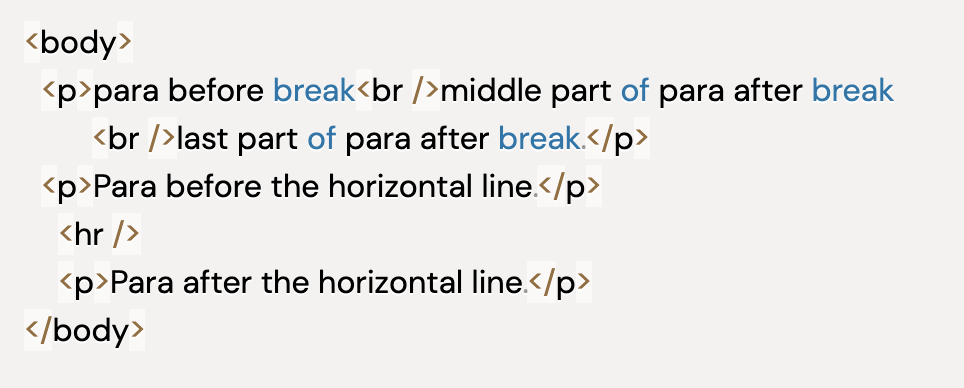 <body>
<p>para before break<br />middle part of para after break
<br />last part of para after break.</p>
<p>Para before the horizontal line.</p>
<hr />
<p>Para after the horizontal line.</p>
</body>